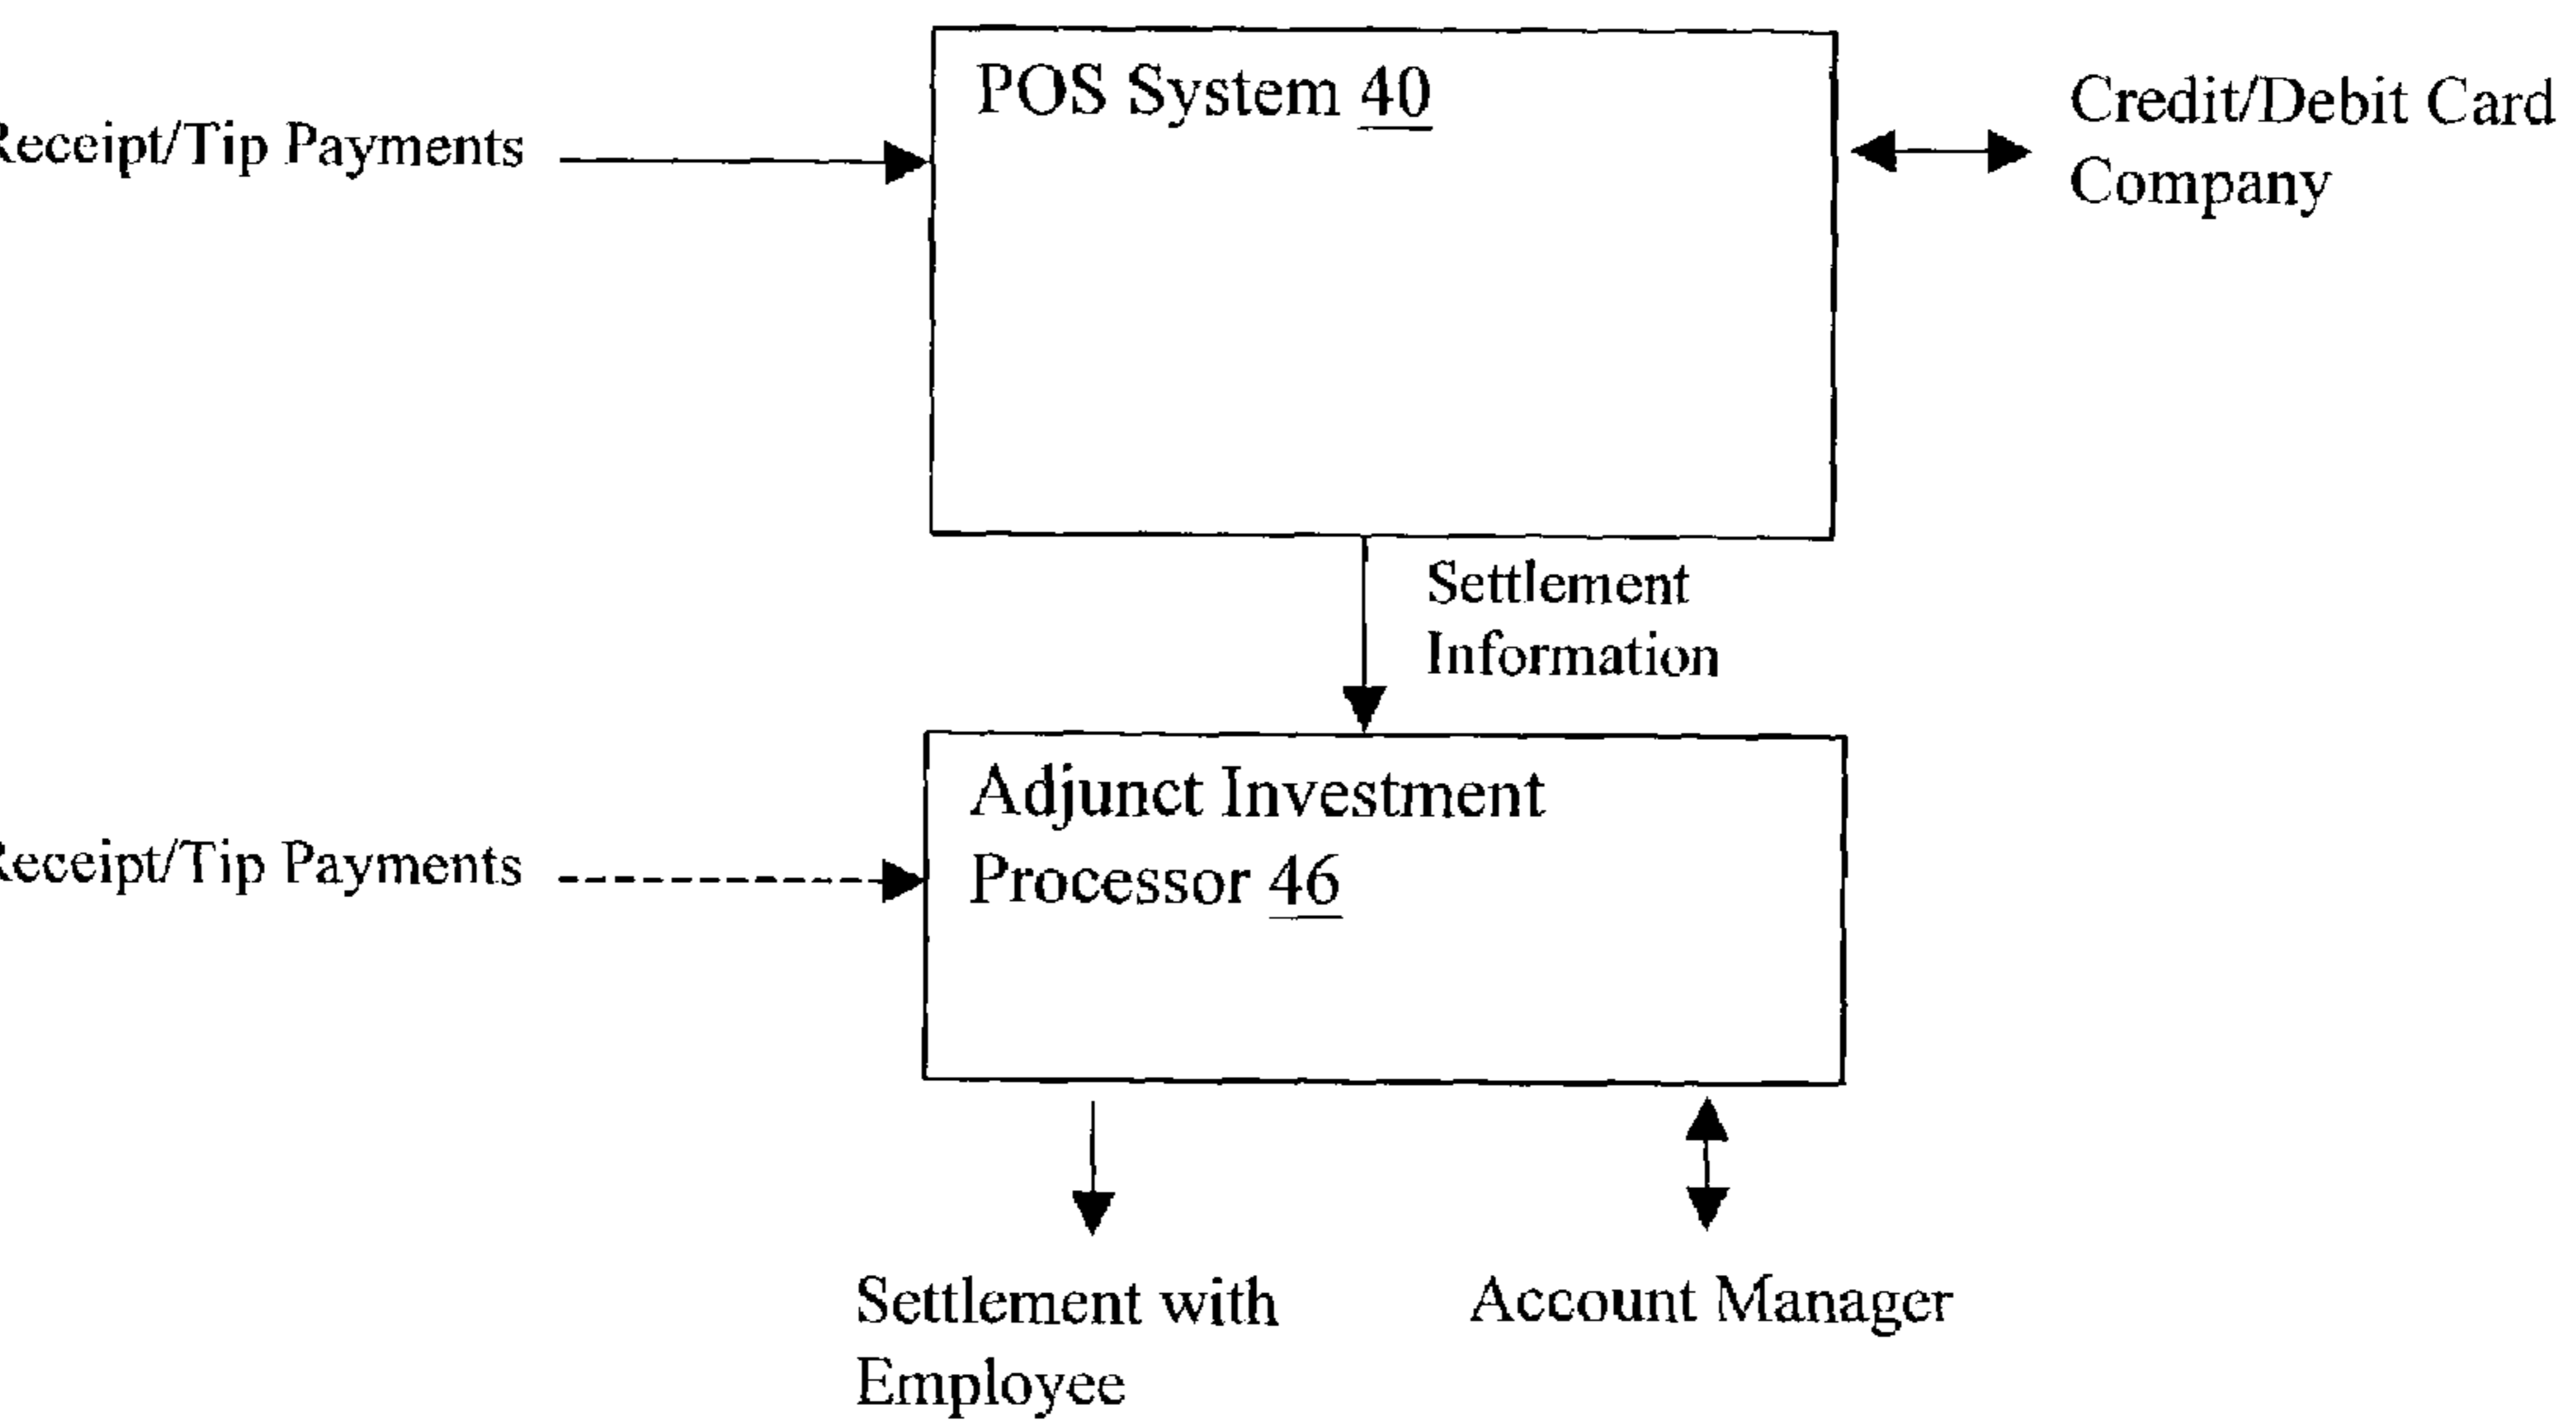 POS System 40
Receipt/Tip Payments
Credit/Debit Card
Company
Settlement
Information
Adjunct Investment
Processor 46
Receipt/Tip Payments
Settlement with
Employee
Account Manager